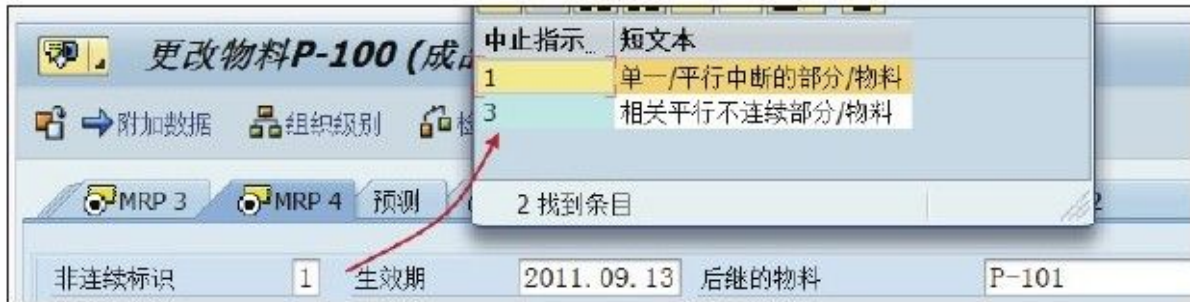 更改物料P-100 (成
中止指示 短文本
1 单一/平行中断的部分/物料
3 相关平行不连续部分/物料
附加数据 组织级别
2 找到条目
MRP 3 MRP 4 预测 2
非连续标识 1 生效期 2011.09.13 后继的物料 P-101